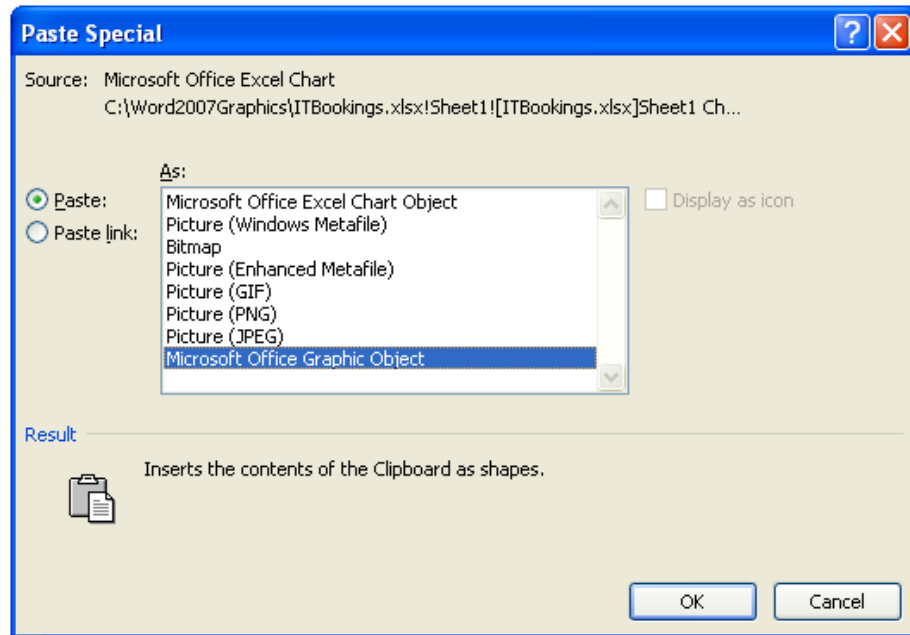 Paste Special
Source: Microsoft Office Excel Chart
C:\Word2007Graphics\ITBookings.xlsx!Sheet1![ITBookings.xlsx]Sheet1 Ch...
As:
Paste:
Paste link:
Microsoft Office Excel Chart Object
Picture (Windows Metafile)
Bitmap
Picture (Enhanced Metafile)
Picture (GIF)
Picture (PNG)
Picture (JPEG)
Microsoft Office Graphic Object
Display as icon
Result
Inserts the contents of the Clipboard as shapes.
OK
Cancel